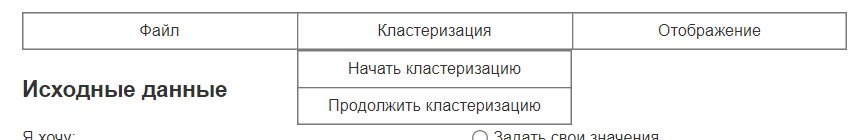 Файл Кластеризация Отображение
Начать кластеризацию
Исходные данные
Продолжить кластеризацию
Я хочу: Задать свои значения